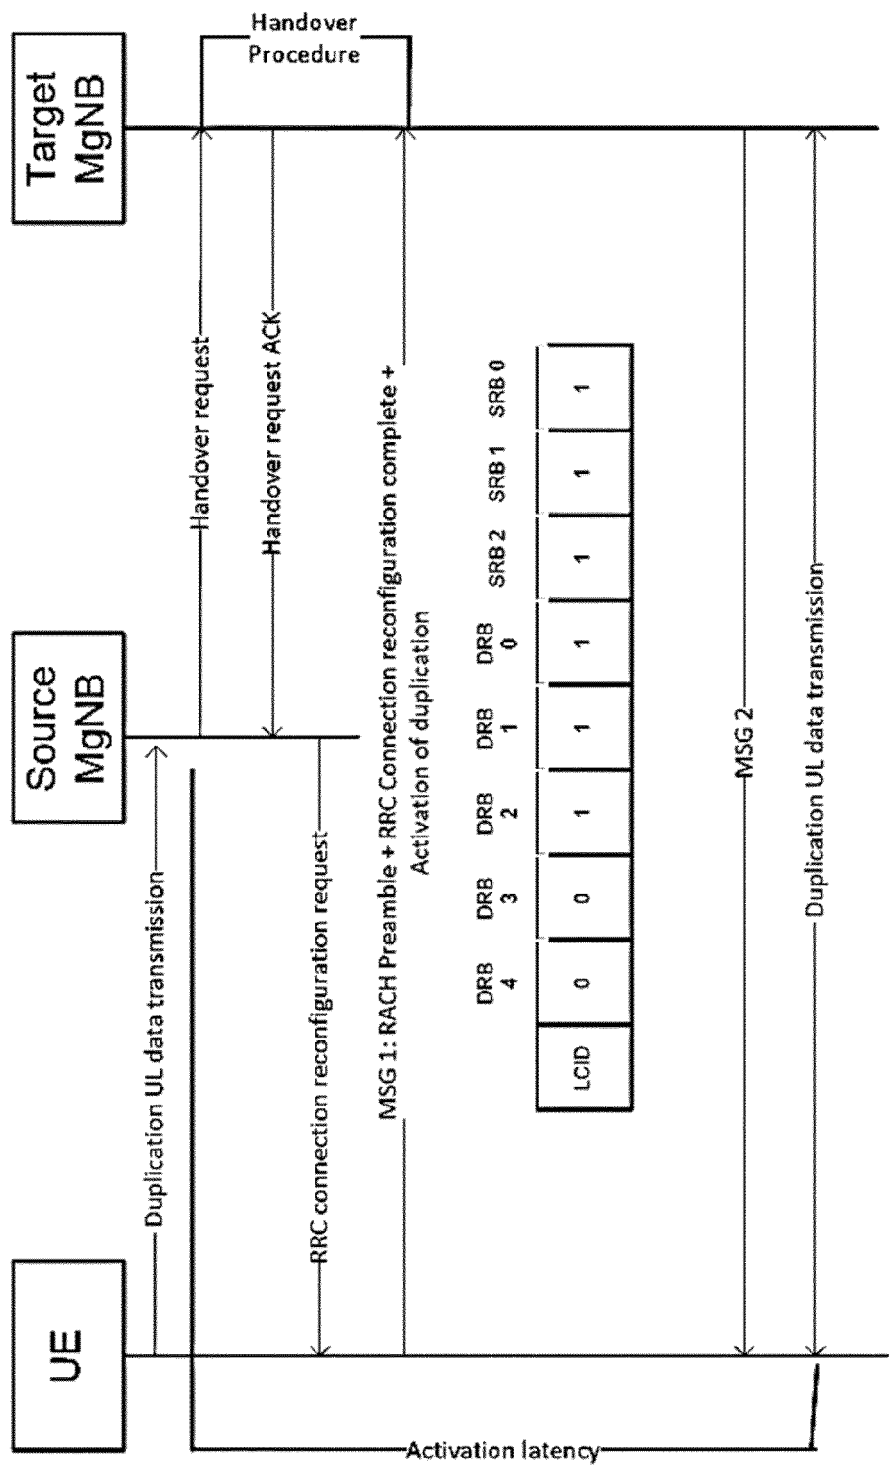 UE
Source
MgNB
Target
MgNB
Duplication UL data transmission
Handover
Procedure
Handover request
Handover request ACK
RRC connection reconfiguration request
MSG 1: RACH Preamble + RRC Connection reconfiguration complete +
Activation of duplication
DRB
4
DRB
3
DRB
2
DRB
1
DRB
0
SRB 2
SRB 1
SRB 0
LCID
0
0
1
1
1
1
1
1
MSG 2
Duplication UL data transmission
Activation latency